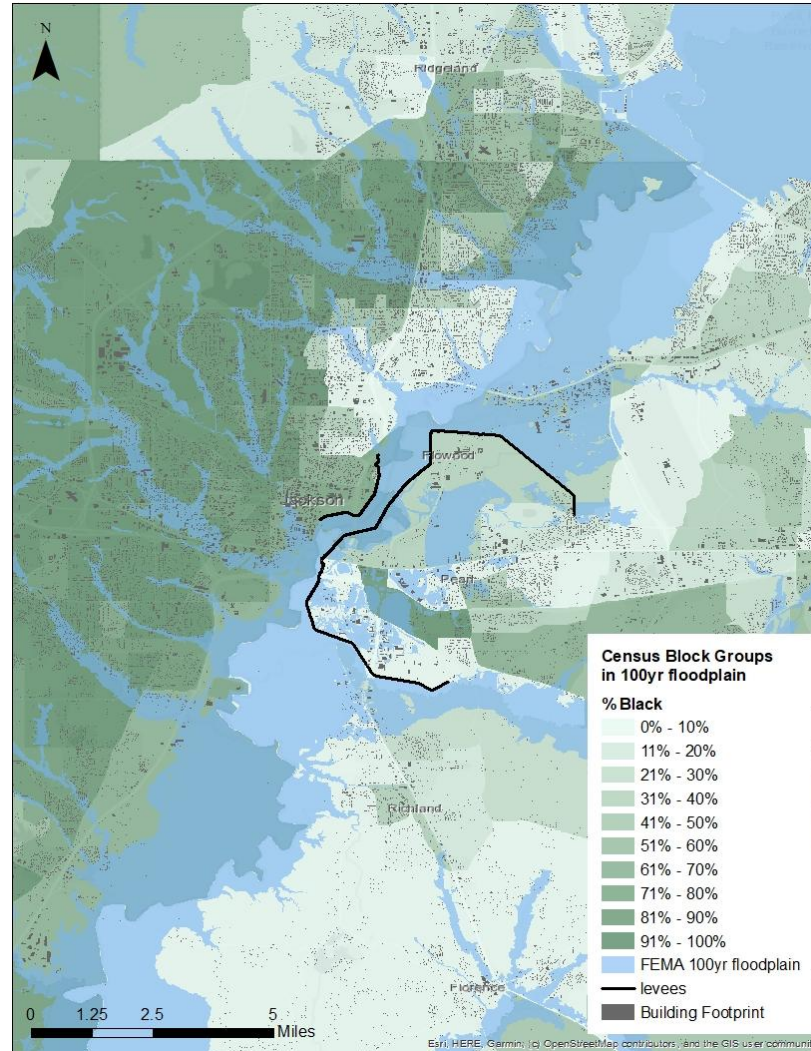 N
Ridgeland
Flowood
Jackson
Pearl
Census Block Groups
in 100yr floodplain
% Black
0% - 10%
11% - 20%
21% - 30%
31% - 40%
41% - 50%
51% - 60%
61% - 70%
71% - 80%
81% - 90%
91% - 100%
FEMA 100yr floodplain
levees
Building Footprint
Richland
Florence
0 1.25 2.5 5
Miles
Esri, HERE, Garmin, (c) OpenStreetMap contributors, and the GIS user communit